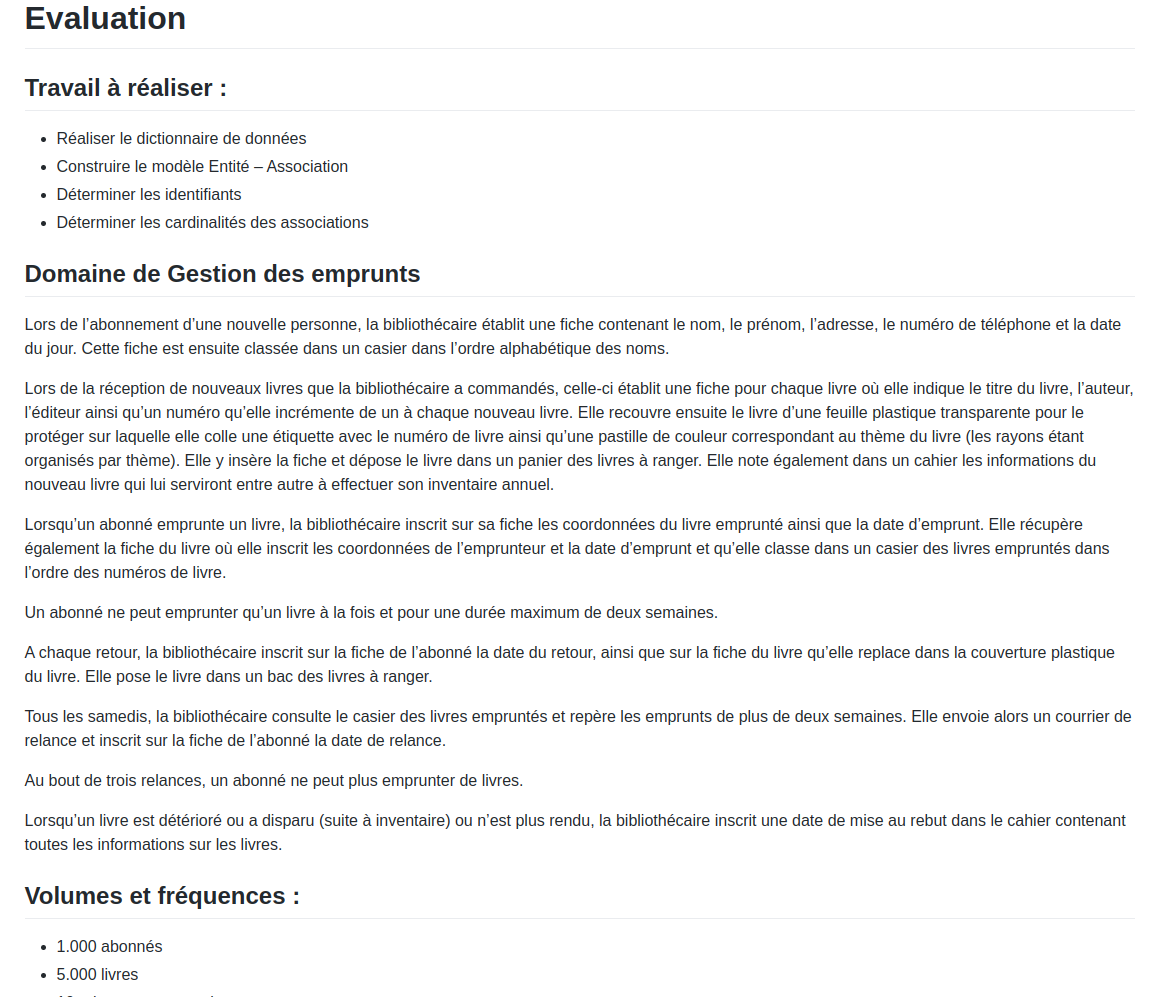 Evaluation
Travail à réaliser :
Réaliser le dictionnaire de données
Construire le modèle Entité – Association
Déterminer les identifiants
Déterminer les cardinalités des associations
Domaine de Gestion des emprunts
Lors de l’abonnement d’une nouvelle personne, la bibliothécaire établit une fiche contenant le nom, le prénom, l’adresse, le numéro de téléphone et la date
du jour. Cette fiche est ensuite classée dans un casier dans l’ordre alphabétique des noms.
Lors de la réception de nouveaux livres que la bibliothécaire a commandés, celle-ci établit une fiche pour chaque livre où elle indique le titre du livre, l’auteur,
l’éditeur ainsi qu’un numéro qu’elle incrémente de un à chaque nouveau livre. Elle recouvre ensuite le livre d’une feuille plastique transparente pour le
protéger sur laquelle elle colle une étiquette avec le numéro de livre ainsi qu’une pastille de couleur correspondant au thème du livre (les rayons étant
organisés par thème). Elle y insère la fiche et dépose le livre dans un panier des livres à ranger. Elle note également dans un cahier les informations du
nouveau livre qui lui serviront entre autre à effectuer son inventaire annuel.
Lorsqu’un abonné emprunte un livre, la bibliothécaire inscrit sur sa fiche les coordonnées du livre emprunté ainsi que la date d’emprunt. Elle récupère
également la fiche du livre où elle inscrit les coordonnées de l’emprunteur et la date d’emprunt et qu’elle classe dans un casier des livres empruntés dans
l’ordre des numéros de livre.
Un abonné ne peut emprunter qu’un livre à la fois et pour une durée maximum de deux semaines.
A chaque retour, la bibliothécaire inscrit sur la fiche de l’abonné la date du retour, ainsi que sur la fiche du livre qu’elle replace dans la couverture plastique
du livre. Elle pose le livre dans un bac des livres à ranger.
Tous les samedis, la bibliothécaire consulte le casier des livres empruntés et repère les emprunts de plus de deux semaines. Elle envoie alors un courrier de
relance et inscrit sur la fiche de l’abonné la date de relance.
Au bout de trois relances, un abonné ne peut plus emprunter de livres.
Lorsqu’un livre est détérioré ou a disparu (suite à inventaire) ou n’est plus rendu, la bibliothécaire inscrit une date de mise au rebut dans le cahier contenant
toutes les informations sur les livres.
Volumes et fréquences :
1.000 abonnés
5.000 livres